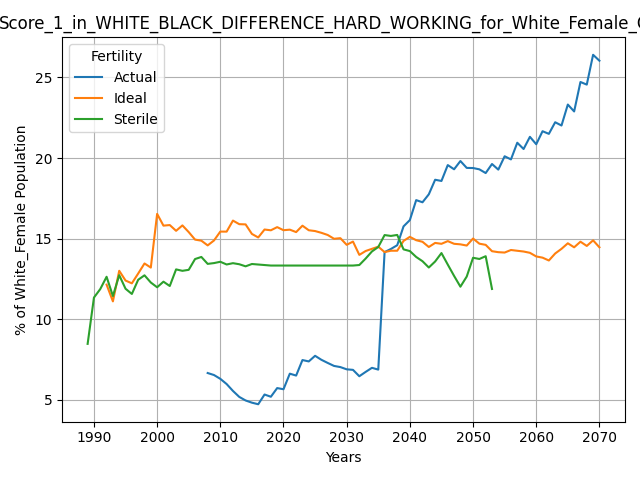 Score_1_in_WHITE_BLACK_DIFFERENCE_HARD_WORKING_for_White_Female_
Fertility
Actual
Ideal
Sterile
25
20
15
10
5
% of White_Female Population
1990 2000 2010 2020 2030 2040 2050 2060 2070
Years